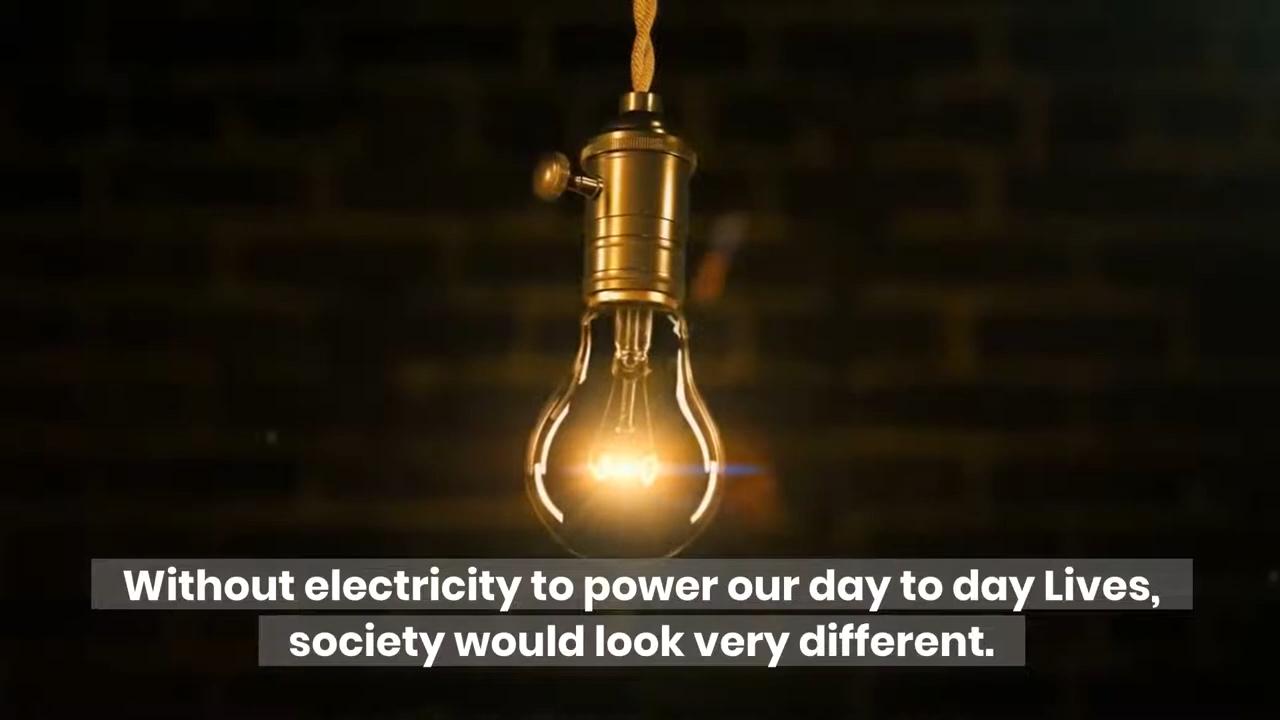 Without electricity to power our day to day Lives,
society would look very different.